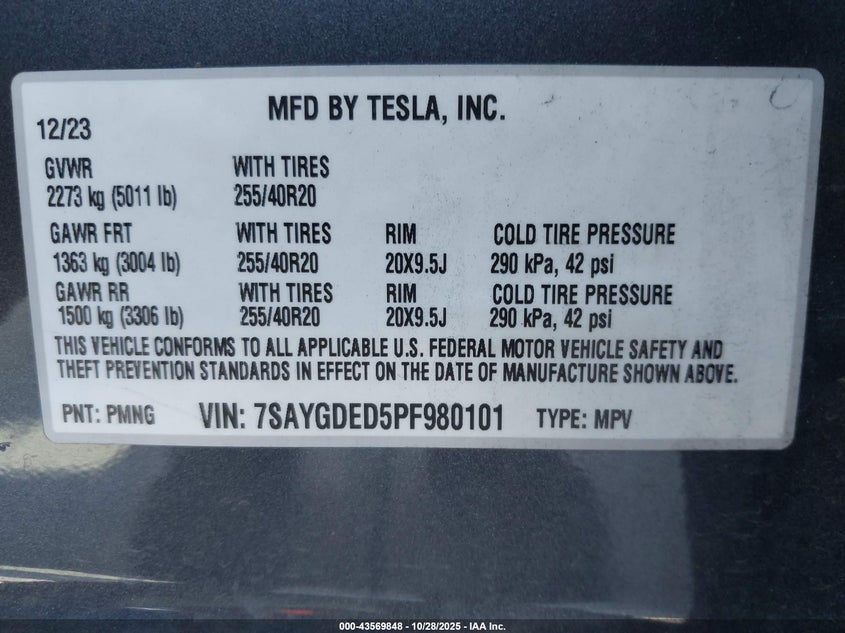 MFD BY TESLA, INC.
12/23
GVWR WITH TIRES
2273 kg (5011 lb) 255/40R20
GAWR FRT WITH TIRES RIM COLD TIRE PRESSURE
1363 kg (3004 lb) 255/40R20 20X9.5J 290 kPa, 42 psi
GAWR RR WITH TIRES RIM COLD TIRE PRESSURE
1500 kg (3306 lb) 255/40R20 20X9.5J 290 kPa, 42 psi
THIS VEHICLE CONFORMS TO ALL APPLICABLE U.S. FEDERAL MOTOR VEHICLE SAFETY AND
THEFT PREVENTION STANDARDS IN EFFECT ON THE DATE OF MANUFACTURE SHOWN ABOVE.
PNT: PMNG VIN: 7SAYGDED5PF980101 TYPE: MPV
000-43569848 - 10/28/2025 - IAA Inc.